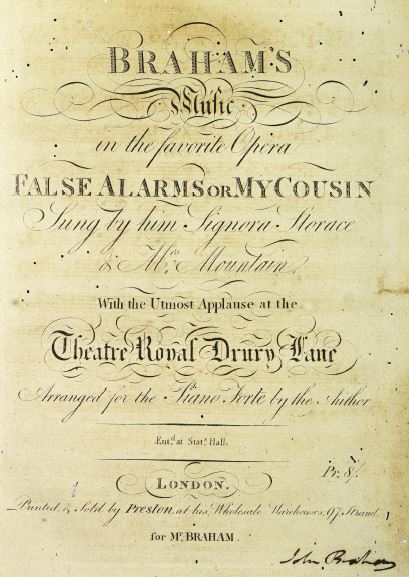 BRAHAM'S
Music
in the favorite Opera
FALSE ALARMS OR MY COUSIN
Sung by him Signora Storace
& Mrs. Mountain,
With the Utmost Applause at the
Theatre Royal Drury Lane
Arranged for the Piano Forte by the Author
Entd. at Stats. Hall.
Pr. 8/.
LONDON.
Printed & Sold by Preston, at his Wholesale Warehouses, 97 Strand.
for Mr. BRAHAM.
John Braham